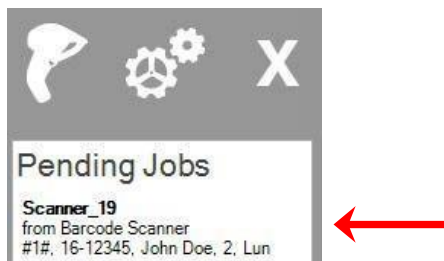 X
Pending Jobs
Scanner_19
from Barcode Scanner
#1#, 16-12345, John Doe, 2, Lun